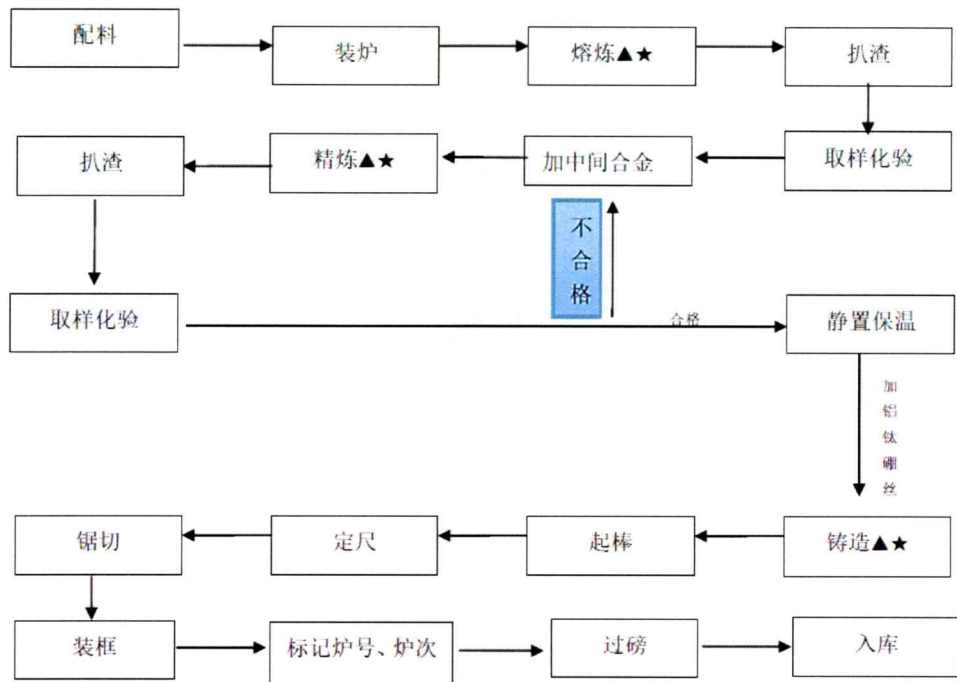 配料
装炉
熔炼▲★
扒渣
扒渣
精炼▲★
加中间合金
取样化验
不
合
格
取样化验
合格
静置保温
加
铝
钛
硼
丝
锯切
定尺
起棒
铸造▲★
装框
标记炉号、炉次
过磅
入库